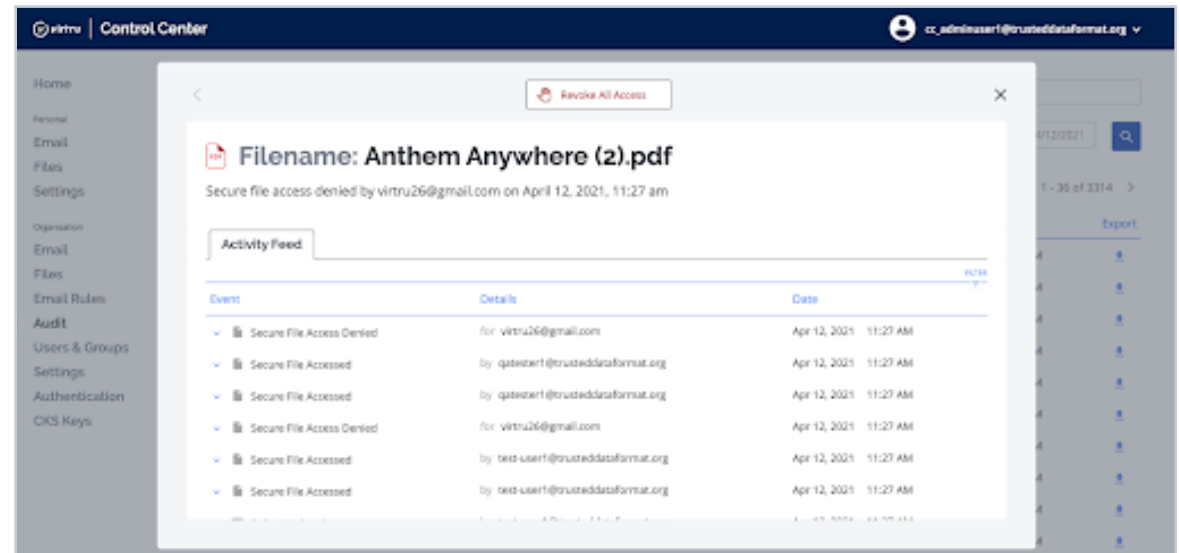 virtru | Control Center
cc_adminuser1@trusteddataformat.org
Home
Personal
Email
Files
Settings
Organization
Email
Files
Email Rules
Audit
Users & Groups
Settings
Authentication
CKS Keys
Revoke All Access
Filename: Anthem Anywhere (2).pdf
Secure file access denied by virtru26@gmail.com on April 12, 2021, 11:27 am
Activity Feed
FILTER
Event Details Date
Secure File Access Denied for virtru26@gmail.com Apr 12, 2021 11:27 AM
Secure File Accessed by qatester1@trusteddataformat.org Apr 12, 2021 11:27 AM
Secure File Accessed by qatester1@trusteddataformat.org Apr 12, 2021 11:27 AM
Secure File Access Denied for virtru26@gmail.com Apr 12, 2021 11:27 AM
Secure File Accessed by test-user1@trusteddataformat.org Apr 12, 2021 11:27 AM
Secure File Accessed by test-user1@trusteddataformat.org Apr 12, 2021 11:27 AM
4/12/2021
1 - 36 of 3314
Export